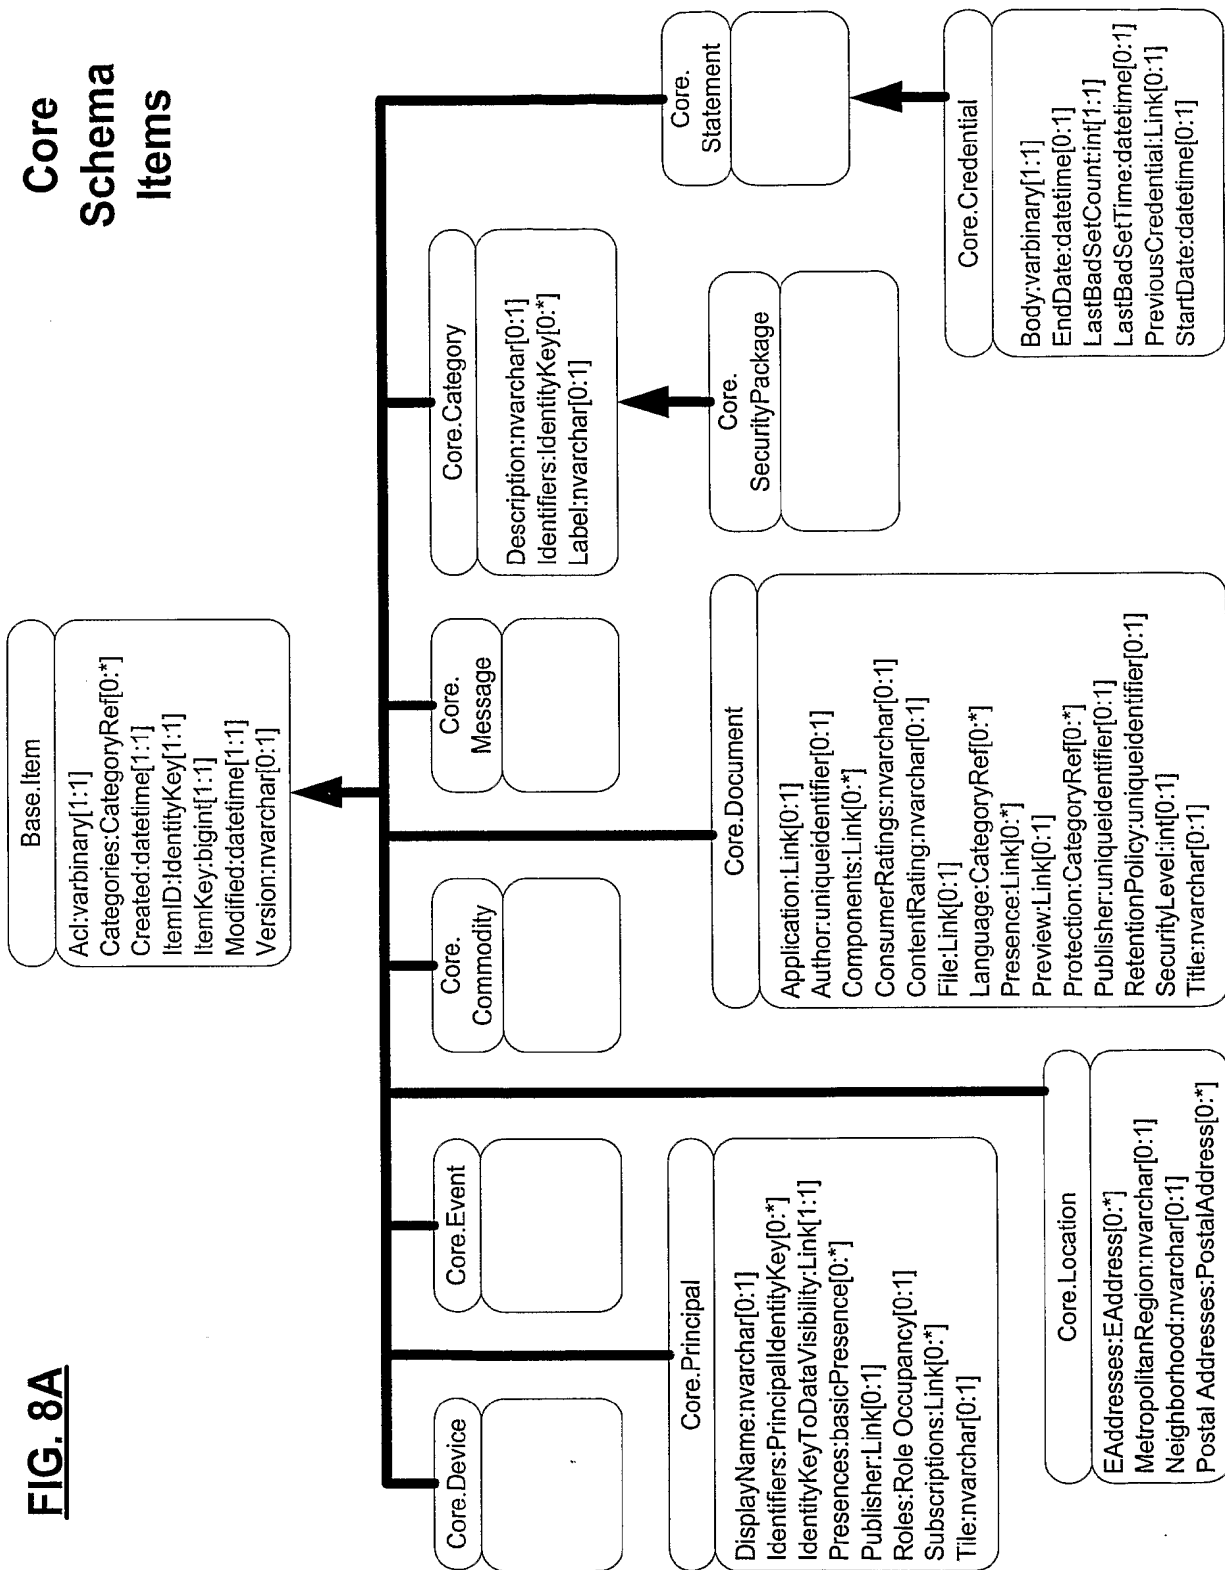 FIG. 8A
Core
Schema
Items
Base.Item
Acl:varbinary[1:1]
Categories:CategoryRef[0:*]
Created:datetime[1:1]
ItemID:IdentityKey[1:1]
ItemKey:bigint[1:1]
Modified:datetime[1:1]
Version:nvarchar[0:1]
Core.Device
Core.Event
Core.
Commodity
Core.
Message
Core.Category
Description:nvarchar[0:1]
Identifiers:IdentityKey[0:*]
Label:nvarchar[0:1]
Core.
Statement
Core.Principal
DisplayName:nvarchar[0:1]
Identifiers:PrincipalIdentityKey[0:*]
IdentityKeyToDataVisibility:Link[1:1]
Presences:basicPresence[0:*]
Publisher:Link[0:1]
Roles:Role Occupancy[0:1]
Subscriptions:Link[0:*]
Tile:nvarchar[0:1]
Core.Document
Application:Link[0:1]
Author:uniqueidentifier[0:1]
Components:Link[0:*]
ConsumerRatings:nvarchar[0:1]
ContentRating:nvarchar[0:1]
File:Link[0:1]
Language:CategoryRef[0:*]
Presence:Link[0:*]
Preview:Link[0:1]
Protection:CategoryRef[0:*]
Publisher:uniqueidentifier[0:1]
RetentionPolicy:uniqueidentifier[0:1]
SecurityLevel:int[0:1]
Title:nvarchar[0:1]
Core.
SecurityPackage
Core.Location
EAddresses:EAddress[0:*]
MetropolitanRegion:nvarchar[0:1]
Neighborhood:nvarchar[0:1]
Postal Addresses:PostalAddress[0:*]
Core.Credential
Body:varbinary[1:1]
EndDate:datetime[0:1]
LastBadSetCount:int[1:1]
LastBadSetTime:datetime[0:1]
PreviousCredential:Link[0:1]
StartDate:datetime[0:1]